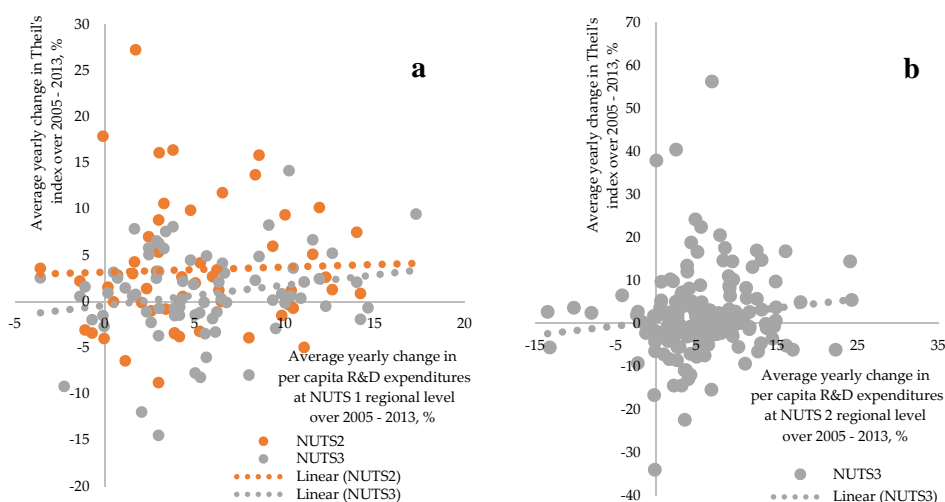 a
Average yearly change in Theil's
index over 2005 - 2013, %
30
25
20
15
10
5
0
-5
-10
-15
-20
-5
0
5
10
15
20
Average yearly change in
per capita R&D expenditures
at NUTS 1 regional level
over 2005 - 2013, %
NUTS2
NUTS3
Linear (NUTS2)
Linear (NUTS3)
b
Average yearly change in Theil's
index over 2005 - 2013, %
70
60
50
40
30
20
10
0
-10
-20
-30
-40
-15
-5
5
15
25
35
Average yearly change in
per capita R&D expenditures
at NUTS 2 regional level
over 2005 - 2013, %
NUTS3
Linear (NUTS3)